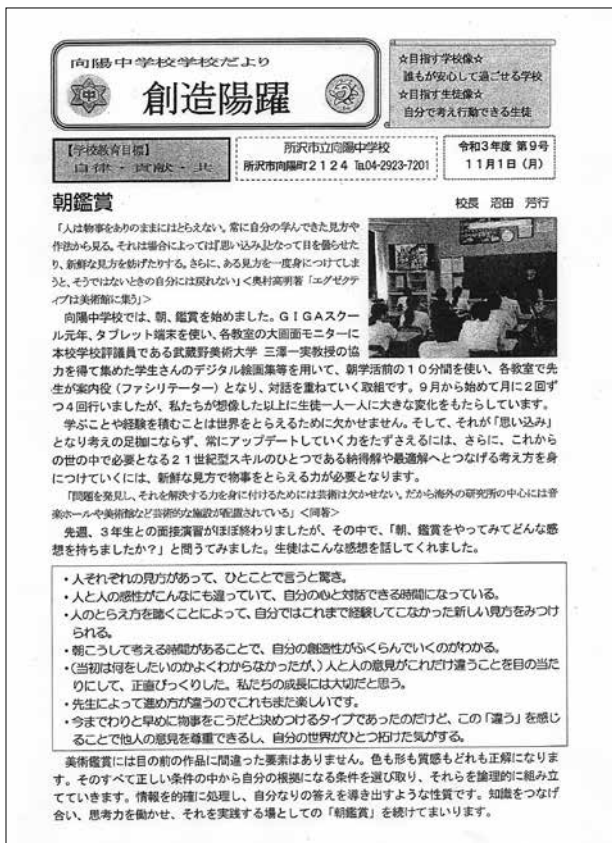 向陽中学校学校だより
中
創造陽躍
☆目指す学校像☆
誰もが安心して過ごせる学校
☆目指す生徒像☆
自分で考え行動できる生徒
【学校教育目標】
自律・貢献・共
所沢市立向陽中学校
所沢市向陽町2124 ℡04-2923-7201
令和3年度 第9号
11月1日(月)
朝鑑賞
校長 沼田 芳行
「人は物事をありのままにはとらえない。常に自分の学んできた見方や
作法から見る。それは場合によっては『思い込み』となって目を曇らせた
り、新鮮な見方を妨げたりする。さらに、ある見方を一度身につけてしま
うと、そうではないときの自分には戻れない」<奥村高明著「エグゼクテ
ィブは美術館に集う」>
向陽中学校では、朝、鑑賞を始めました。GIGAスクー
ル元年、タブレット端末を使い、各教室の大画面モニターに
本校学校評議員である武蔵野美術大学 三澤一実教授の協
力を得て集めた学生さんのデジタル絵画集等を用いて、朝学活前の10分間を使い、各教室で先
生が案内役(ファシリテーター)となり、対話を重ねていく取組です。9月から始めて月に2回ず
つ4回行いましたが、私たちが想像した以上に生徒一人一人に大きな変化をもたらしています。
学ぶことや経験を積むことは世界をとらえるために欠かせません。そして、それが「思い込み」
となり考えの足枷にならず、常にアップデートしていく力をたずさえるには、さらに、これから
の世の中で必要となる21世紀型スキルのひとつである納得解や最適解へとつなげる考え方を身
につけていくには、新鮮な見方で物事をとらえる力が必要となります。
「問題を発見し、それを解決する力を身に付けるためには芸術は欠かせない。だから海外の研究所の中心には音
楽ホールや美術館など芸術的な施設が配置されている」<同著>
先週、3年生との面接演習がほぼ終わりましたが、その中で、「朝、鑑賞をやってみてどんな感
想を持ちましたか?」と問うてみました。生徒はこんな感想を話してくれました。
・人それぞれの見方があって、ひとことで言うと驚き。
・人と人の感性がこんなにも違っていて、自分の心と対話できる時間になっている。
・人のとらえ方を聴くことによって、自分ではこれまで経験してこなかった新しい見方をみつけ
られる。
・朝こうして考える時間があることで、自分の創造性がふくらんでいくのがわかる。
・(当初は何をしたいのかよくわからなかったが、)人と人の意見がこれだけ違うことを目の当た
りにして、正直びっくりした。私たちの成長には大切だと思う。
・先生によって進め方が違うのでこれもまた楽しいです。
・今までわりと早めに物事をこうだと決めつけるタイプであったのだけど、この「違う」を感じ
ることで他人の意見を尊重できるし、自分の世界がひとつ拓けた気がする。
美術鑑賞には目の前の作品に間違った要素はありません。色も形も質感もどれも正解になりま
す。そのすべて正しい条件の中から自分の根拠になる条件を選び取り、それらを論理的に組み立
てていきます。情報を的確に処理し、自分なりの答えを導き出すような性質です。知識をつなげ
合い、思考力を働かせ、それを実践する場としての「朝鑑賞」を続けてまいります。